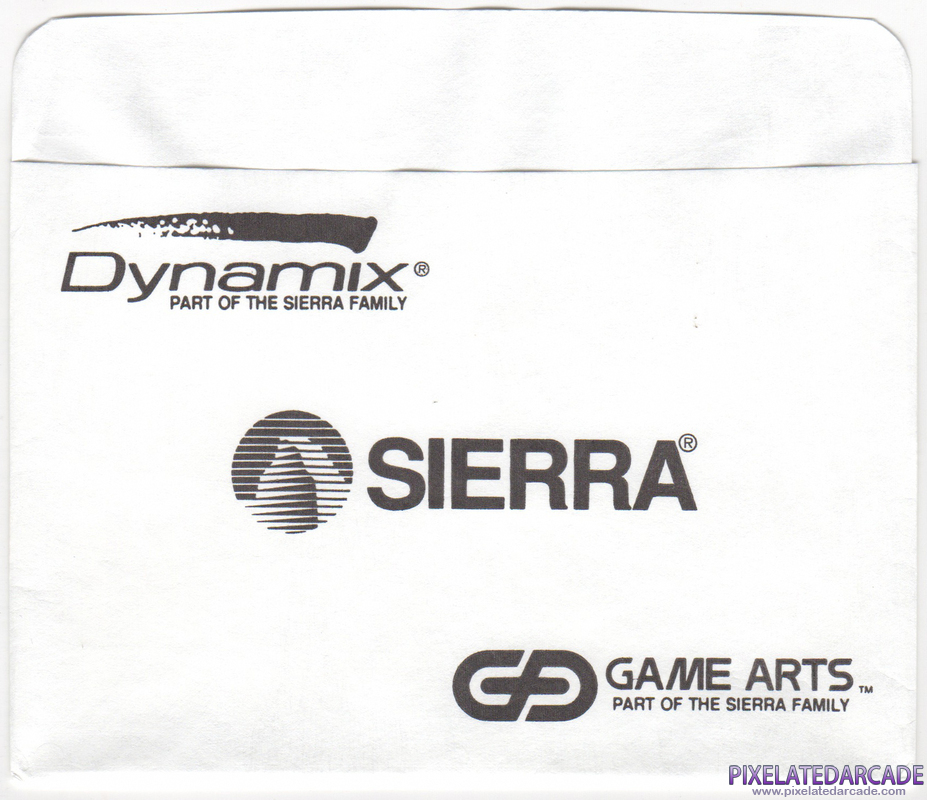 Dynamix®
PART OF THE SIERRA FAMILY
SIERRA®
GAME ARTS™
PART OF THE SIERRA FAMILY
PIXELATEDARCADE
www.pixelatedarcade.com